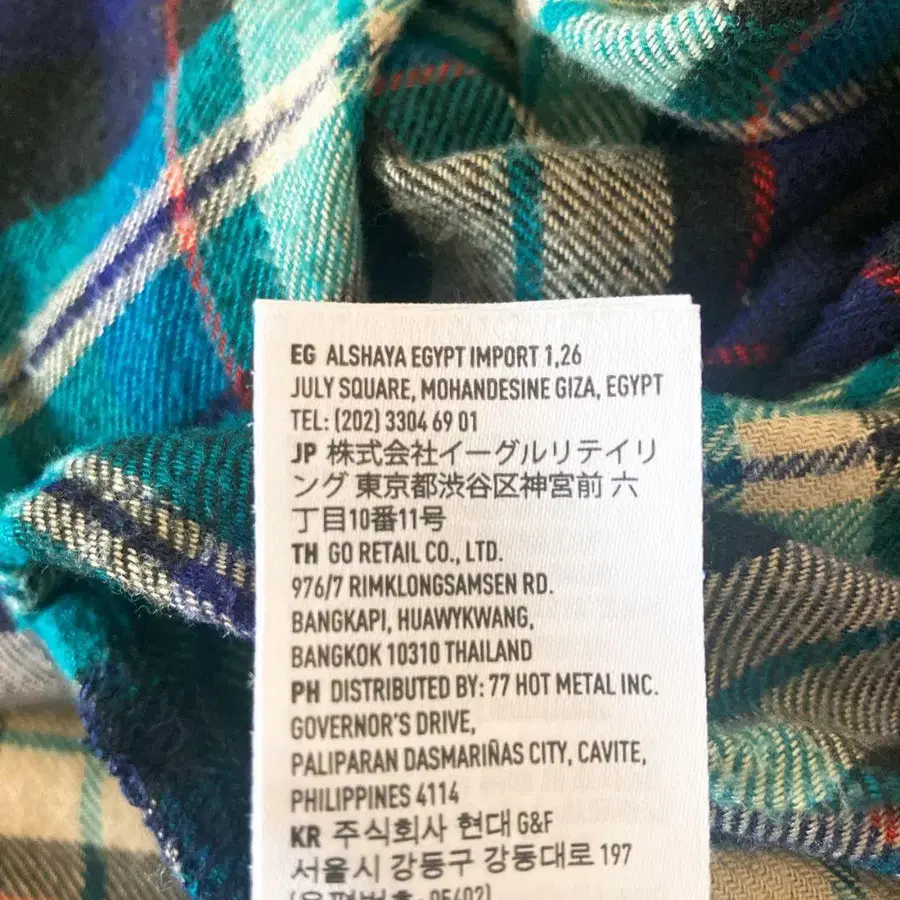 EG ALSHAYA EGYPT IMPORT 1,26
JULY SQUARE, MOHANDESINE GIZA, EGYPT
TEL: (202) 3304 69 01
JP 株式会社イーグルリテイリ
ング 東京都渋谷区神宮前 六
丁目10番11号
TH GO RETAIL CO., LTD.
976/7 RIMKLONGSAMSEN RD.
BANGKAPI, HUAWYKWANG,
BANGKOK 10310 THAILAND
PH DISTRIBUTED BY: 77 HOT METAL INC.
GOVERNOR'S DRIVE,
PALIPARAN DASMARIÑAS CITY, CAVITE,
PHILIPPINES 4114
KR 주식회사 현대 G&F
서울시 강동구 강동대로 197
(우편번호 : 05402)